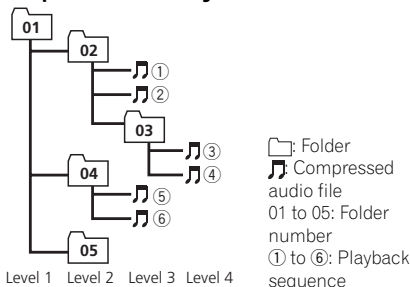 01
02
①
②
03
③
④
04
⑤
⑥
05
Level 1 Level 2 Level 3 Level 4
: Folder
: Compressed
audio file
01 to 05: Folder
number
① to ⑥: Playback
sequence